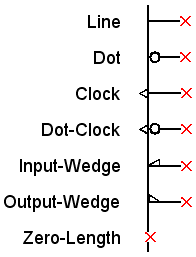 Line
Dot
Clock
Dot-Clock
Input-Wedge
Output-Wedge
Zero-Length